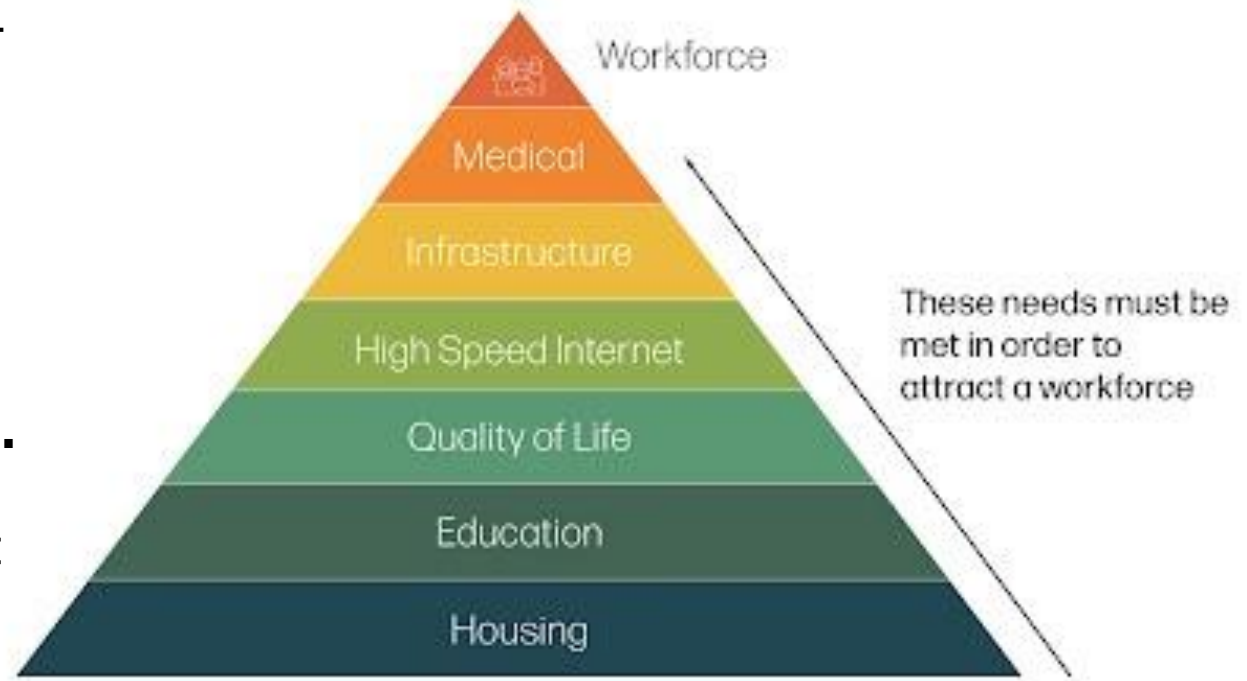 Workforce
Medical
Infrastructure
High Speed Internet
Quality of Life
Education
Housing
These needs must be
met in order to
attract a workforce